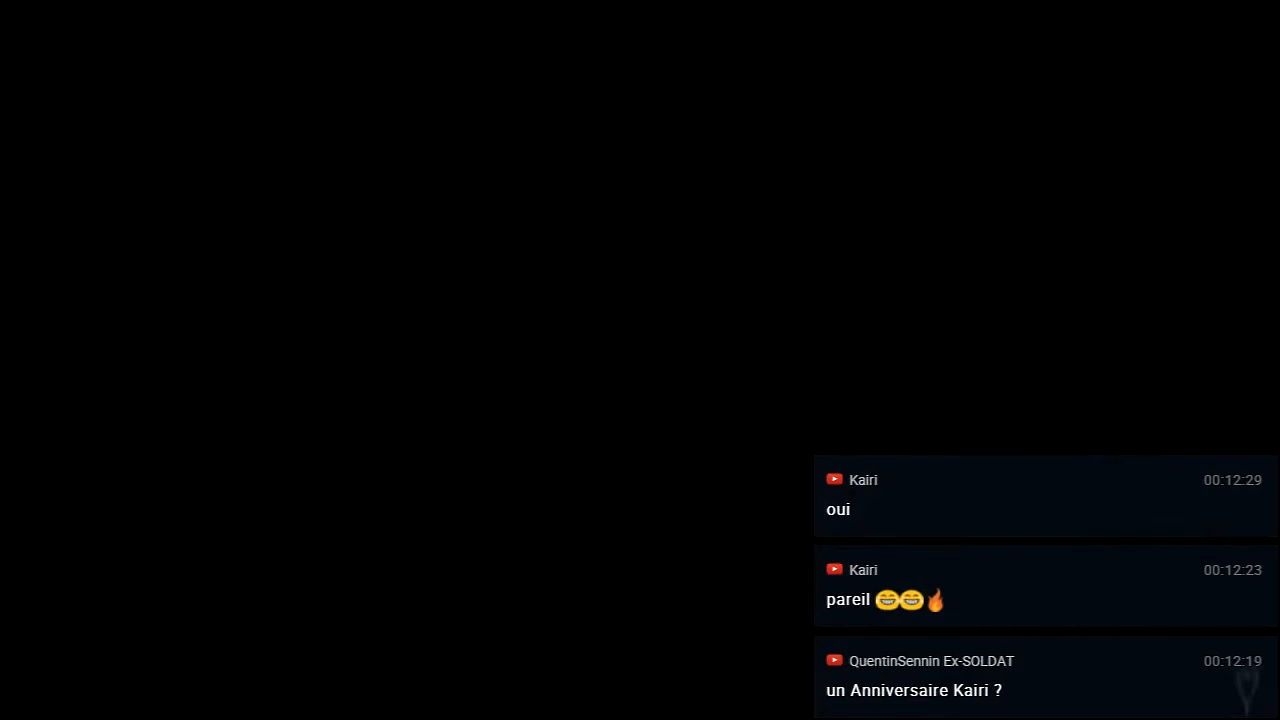 Kairi 00:12:29
oui
Kairi 00:12:23
pareil 😂😂🔥
QuentinSennin Ex-SOLDAT 00:12:19
un Anniversaire Kairi ?